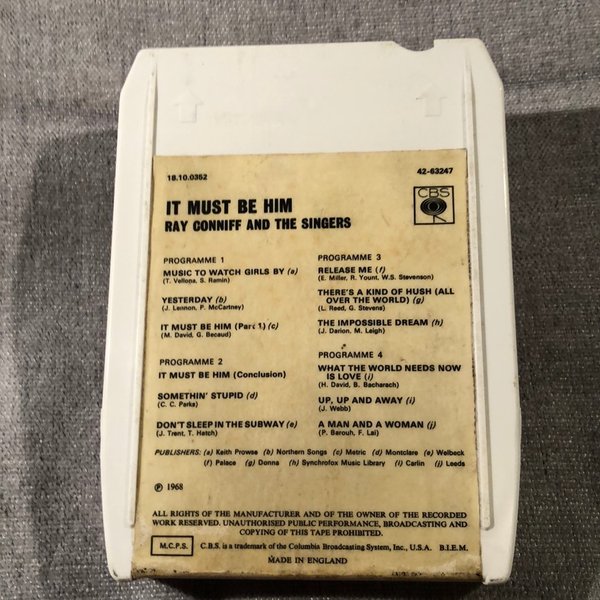 18.10.0352
42-63247
IT MUST BE HIM
RAY CONNIFF AND THE SINGERS
CBS
PROGRAMME 1
MUSIC TO WATCH GIRLS BY (a)
(T. Vellona, S. Ramin)
YESTERDAY (b)
(J. Lennon, P. McCartney)
IT MUST BE HIM (Part 1) (c)
(M. David, G. Becaud)
PROGRAMME 2
IT MUST BE HIM (Conclusion)
SOMETHIN' STUPID (d)
(C. C. Parks)
DON'T SLEEP IN THE SUBWAY (e)
(J. Trent, T. Hatch)
PROGRAMME 3
RELEASE ME (f)
(E. Miller, R. Yount, W.S. Stevenson)
THERE'S A KIND OF HUSH (ALL
OVER THE WORLD) (g)
(L. Reed, G. Stevens)
THE IMPOSSIBLE DREAM (h)
(J. Darion, M. Leigh)
PROGRAMME 4
WHAT THE WORLD NEEDS NOW
IS LOVE (i)
(H. David, B. Bacharach)
UP, UP AND AWAY (i)
(J. Webb)
A MAN AND A WOMAN (j)
(P. Barouh, F. Lai)
PUBLISHERS: (a) Keith Prowse (b) Northern Songs (c) Metric (d) Montclare (e) Welbeck
(f) Palace (g) Donna (h) Synchrofox Music Library (i) Carlin (j) Leeds
℗ 1968
ALL RIGHTS OF THE MANUFACTURER AND OF THE OWNER OF THE RECORDED
WORK RESERVED. UNAUTHORISED PUBLIC PERFORMANCE, BROADCASTING AND
COPYING OF THIS TAPE PROHIBITED.
M.C.P.S.
C.B.S. is a trademark of the Columbia Broadcasting System, Inc., U.S.A. B.I.E.M.
MADE IN ENGLAND